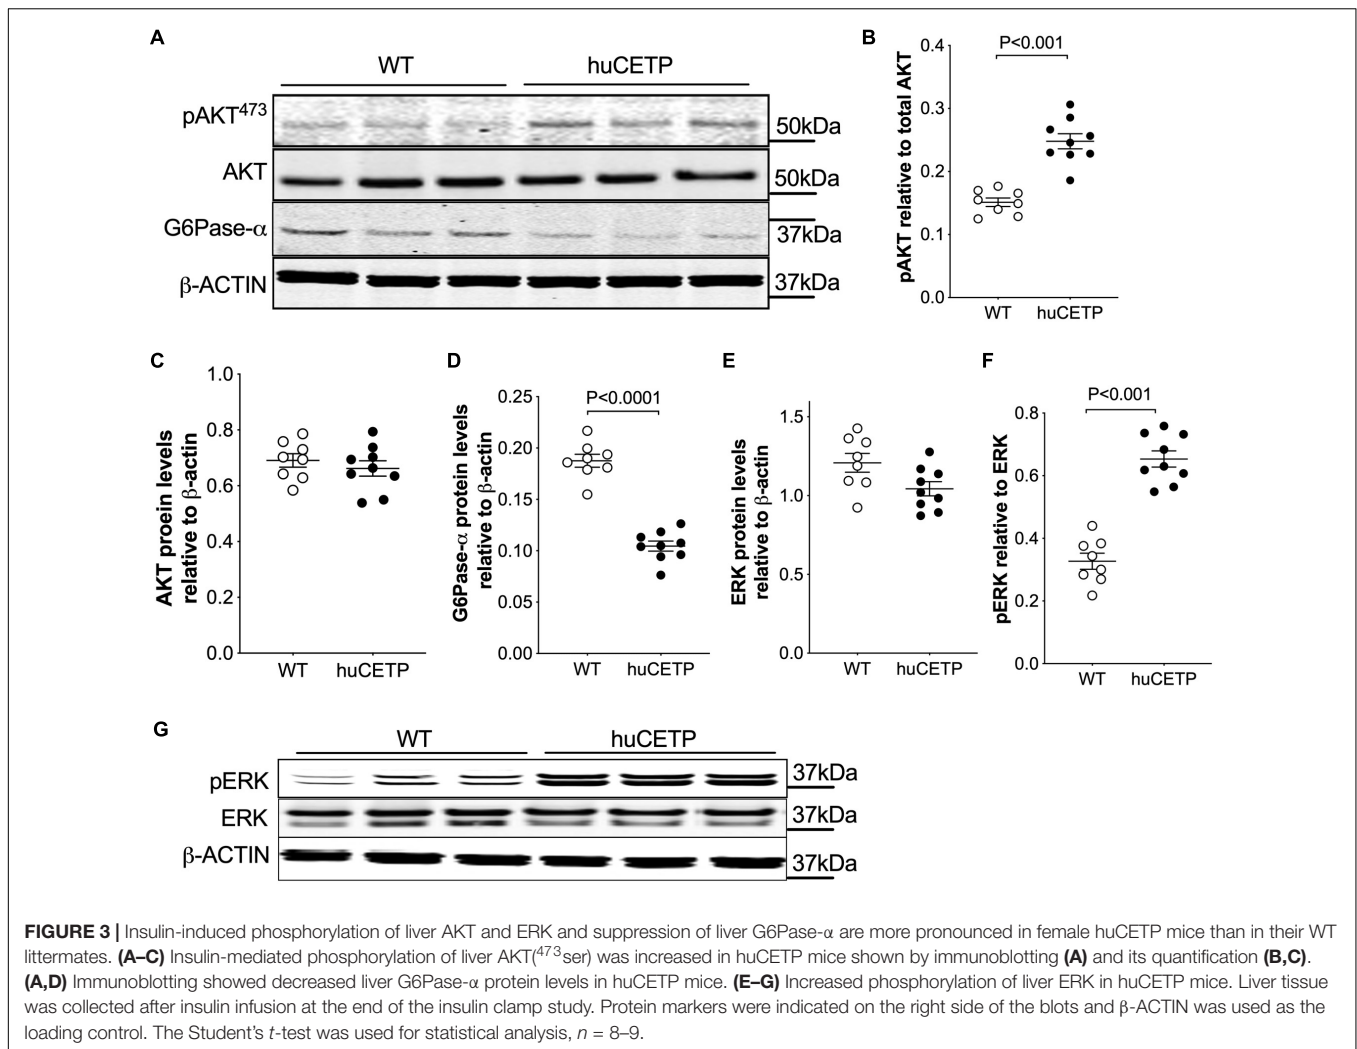 A
WT huCETP
pAKT473
50kDa
AKT
50kDa
G6Pase-α
37kDa
β-ACTIN
37kDa
B
pAKT relative to total AKT
0.4
0.3
0.2
0.1
0.0
P<0.001
WT huCETP
C
AKT proein levels
relative to β-actin
1.0
0.8
0.6
0.4
0.2
0.0
WT huCETP
D
G6Pase-α protein levels
relative to β-actin
0.25
0.20
0.15
0.10
0.05
0.00
P<0.0001
WT huCETP
E
ERK protein levels
relative to β-actin
1.5
1.0
0.5
0.0
WT huCETP
F
pERK relative to ERK
0.8
0.6
0.4
0.2
0.0
P<0.001
WT huCETP
G
WT huCETP
pERK
37kDa
ERK
37kDa
β-ACTIN
37kDa
FIGURE 3 | Insulin-induced phosphorylation of liver AKT and ERK and suppression of liver G6Pase-α are more pronounced in female huCETP mice than in their WT
littermates. (A–C) Insulin-mediated phosphorylation of liver AKT(473ser) was increased in huCETP mice shown by immunoblotting (A) and its quantification (B,C).
(A,D) Immunoblotting showed decreased liver G6Pase-α protein levels in huCETP mice. (E–G) Increased phosphorylation of liver ERK in huCETP mice. Liver tissue
was collected after insulin infusion at the end of the insulin clamp study. Protein markers were indicated on the right side of the blots and β-ACTIN was used as the
loading control. The Student's t-test was used for statistical analysis, n = 8–9.